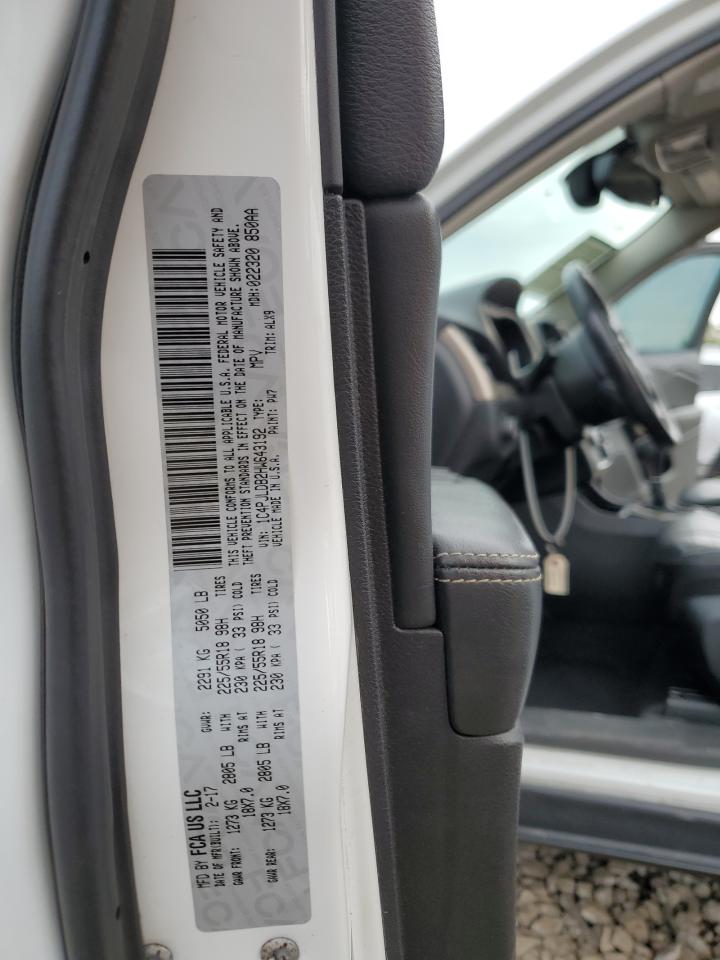 MFD BY FCA US LLC
DATE OF MFR(BUILT): 2-17 GVWR: 2291 KG 5050 LB
GAWR FRONT: 1273 KG 2805 LB WITH 225/55R18 98H TIRES
18X7.0 RIMS AT 230 KPA ( 33 PSI) COLD
GAWR REAR: 1273 KG 2805 LB WITH 225/55R18 98H TIRES
18X7.0 RIMS AT 230 KPA ( 33 PSI) COLD
THIS VEHICLE CONFORMS TO ALL APPLICABLE U.S.A. FEDERAL MOTOR VEHICLE SAFETY AND
THEFT PREVENTION STANDARDS IN EFFECT ON THE DATE OF MANUFACTURE SHOWN ABOVE.
VIN: 1C4PJLDB2HW643192 TYPE: MPV MDH:022320 850AA
VEHICLE MADE IN U.S.A. PAINT: PW7 TRIM: ALX9